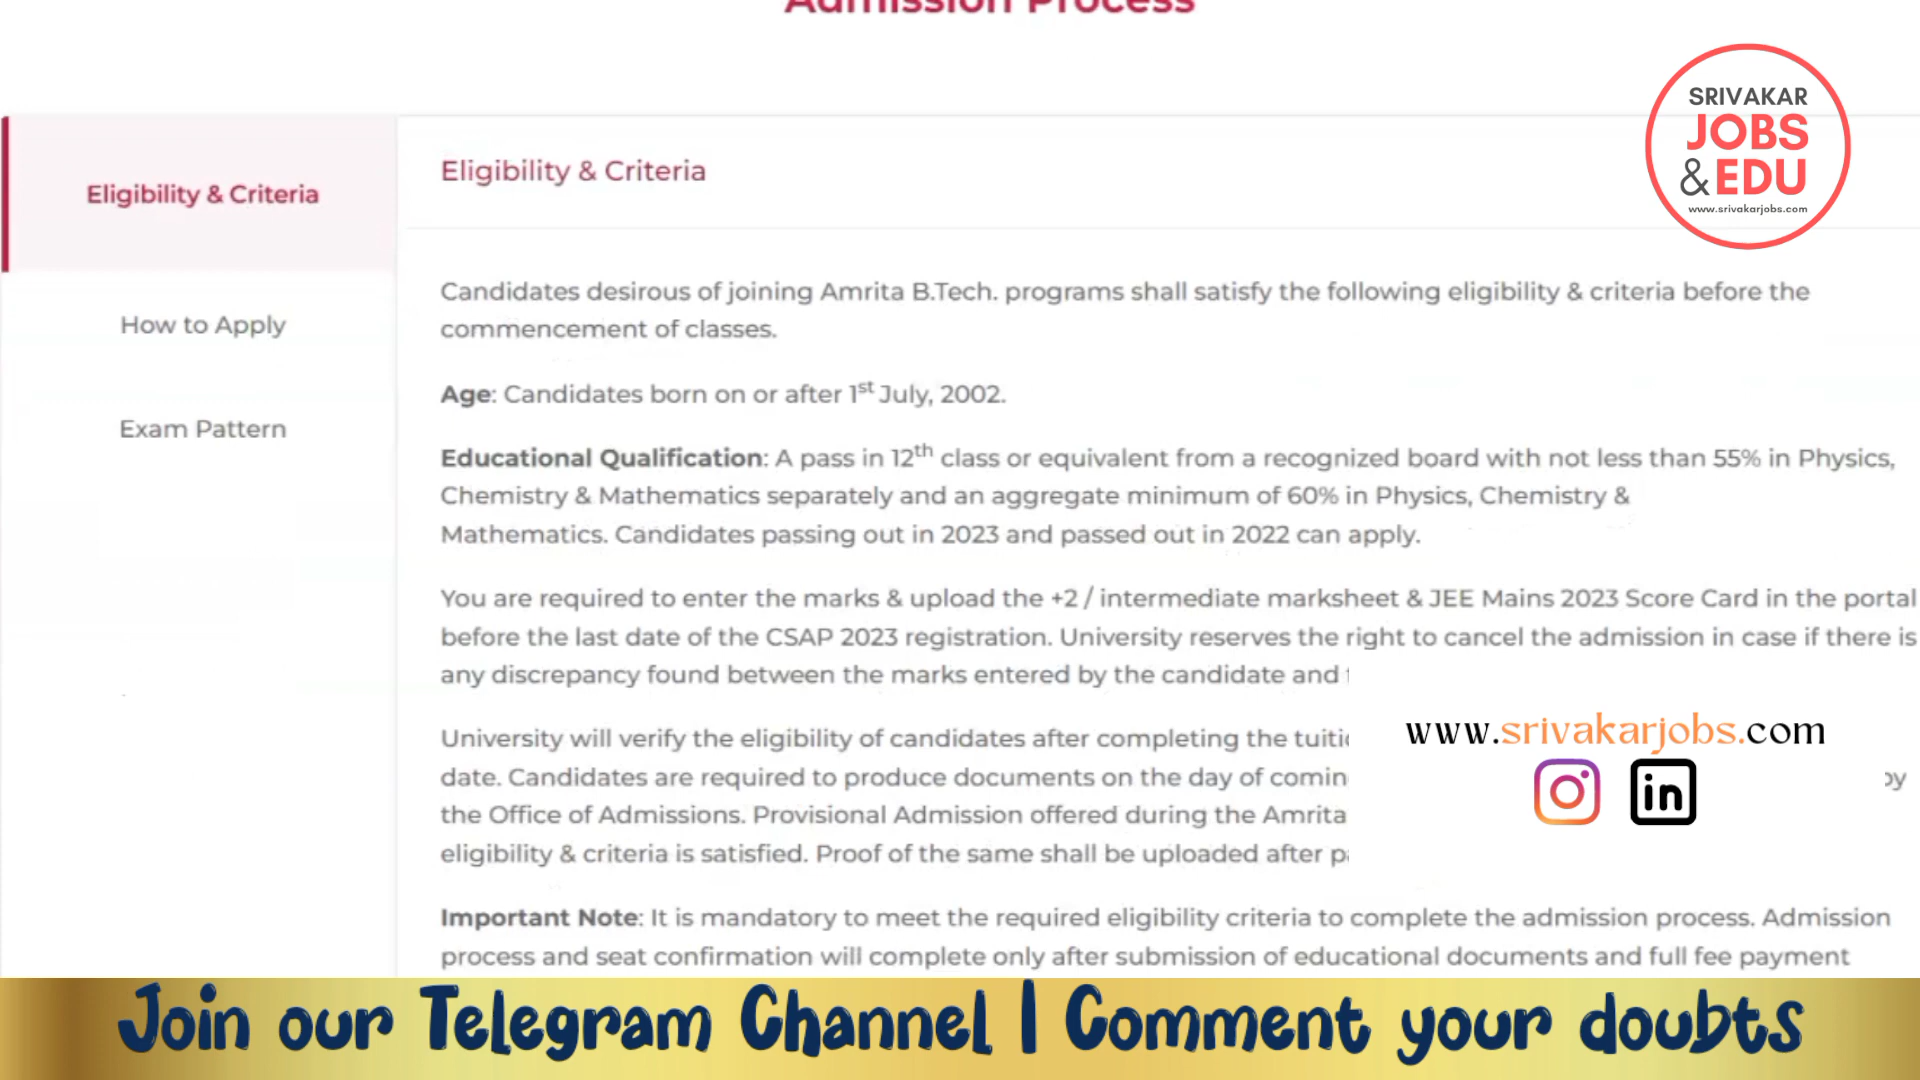 Admission Process
SRIVAKAR
JOBS
& EDU
www.srivakarjobs.com
Eligibility & Criteria
How to Apply
Exam Pattern
Eligibility & Criteria
Candidates desirous of joining Amrita B.Tech. programs shall satisfy the following eligibility & criteria before the
commencement of classes.
Age: Candidates born on or after 1st July, 2002.
Educational Qualification: A pass in 12th class or equivalent from a recognized board with not less than 55% in Physics,
Chemistry & Mathematics separately and an aggregate minimum of 60% in Physics, Chemistry &
Mathematics. Candidates passing out in 2023 and passed out in 2022 can apply.
You are required to enter the marks & upload the +2 / intermediate marksheet & JEE Mains 2023 Score Card in the portal
before the last date of the CSAP 2023 registration. University reserves the right to cancel the admission in case if there is
any discrepancy found between the marks entered by the candidate and
University will verify the eligibility of candidates after completing the
date. Candidates are required to produce documents on the day of by
the Office of Admissions. Provisional Admission offered during the Amrita
eligibility & criteria is satisfied. Proof of the same shall be uploaded after
www.srivakarjobs.com
in
Important Note: It is mandatory to meet the required eligibility criteria to complete the admission process. Admission
process and seat confirmation will complete only after submission of educational documents and full fee payment
Join our Telegram Channel | Comment your doubts